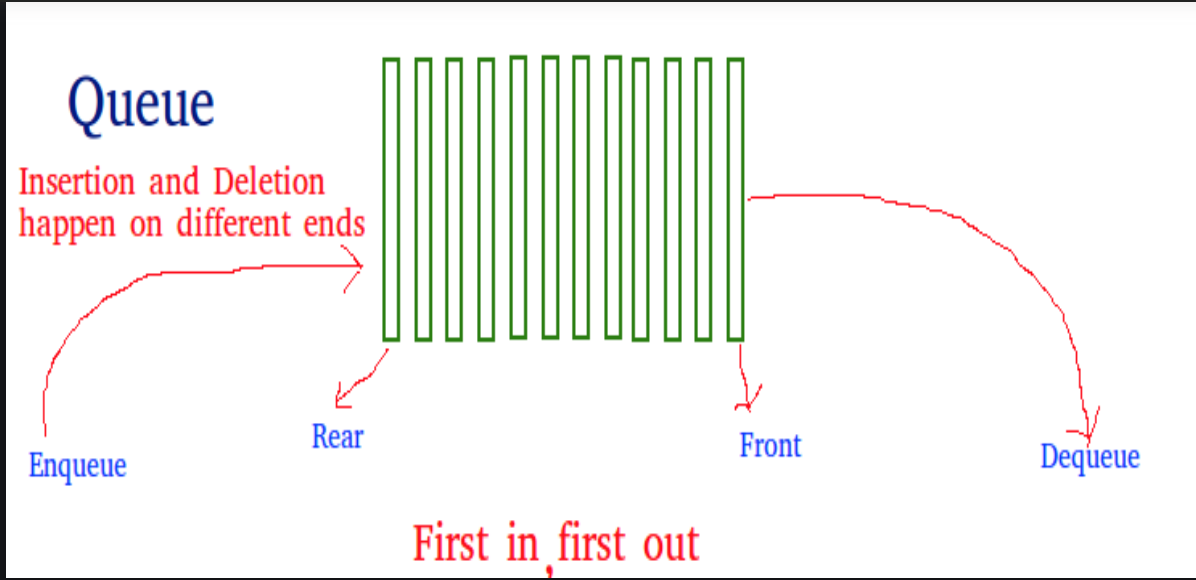 Queue
Insertion and Deletion
happen on different ends
Rear
Front
Enqueue
Dequeue
First in,first out